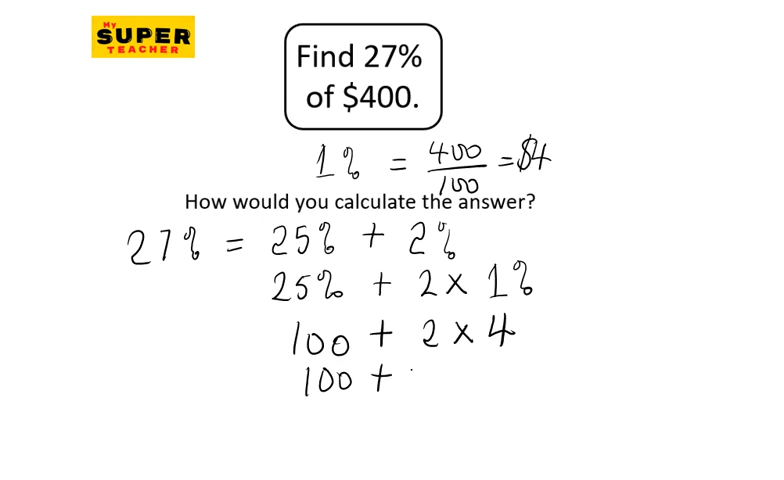 My
SUPER
TEACHER
Find 27%
of $400.
1% = 400/100 = $4
How would you calculate the answer?
27% = 25% + 2%
25% + 2 × 1%
100 + 2 × 4
100 +